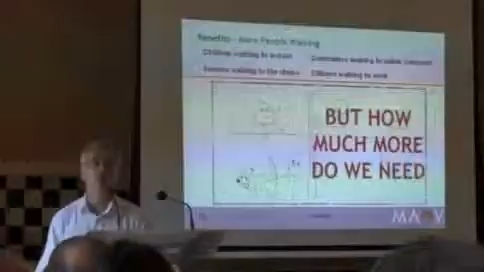 Benefits - More People Walking
Children walking to school
Commuters walking to public transport
Seniors walking to the shops
Citizens walking to work
BUT HOW
MUCH MORE
DO WE NEED